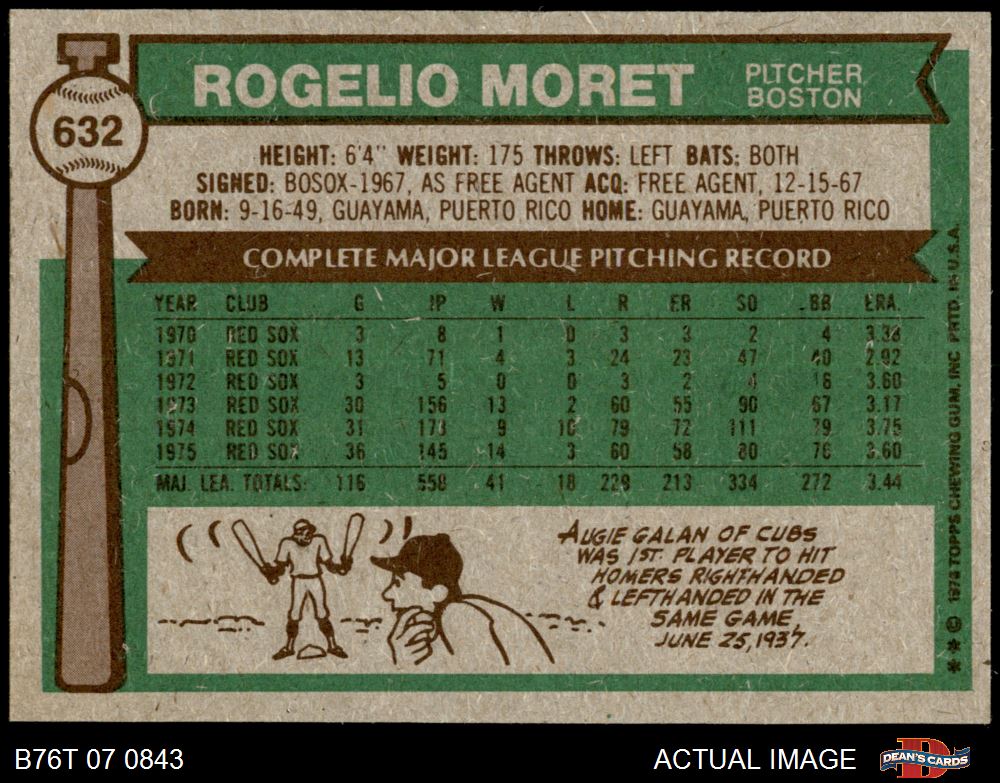 632
ROGELIO MORET
PITCHER
BOSTON
HEIGHT: 6'4" WEIGHT: 175 THROWS: LEFT BATS: BOTH
SIGNED: BOSOX-1967, AS FREE AGENT ACQ: FREE AGENT, 12-15-67
BORN: 9-16-49, GUAYAMA, PUERTO RICO HOME: GUAYAMA, PUERTO RICO
COMPLETE MAJOR LEAGUE PITCHING RECORD
YEAR CLUB G IP W L R ER SO BB ERA
1970 RED SOX 3 8 1 0 3 3 2 4 3.38
1971 RED SOX 13 71 4 3 24 23 47 40 2.92
1972 RED SOX 3 5 0 0 3 2 4 6 3.60
1973 RED SOX 30 156 13 2 60 55 90 67 3.17
1974 RED SOX 31 173 9 10 79 72 111 79 3.75
1975 RED SOX 36 145 14 3 60 58 80 76 3.60
MAJ. LEA. TOTALS: 116 558 41 18 229 213 334 272 3.44
AUGIE GALAN OF CUBS
WAS 1ST. PLAYER TO HIT
HOMERS RIGHTHANDED
& LEFTHANDED IN THE
SAME GAME,
JUNE 25, 1937.
** © 1976 TOPPS CHEWING GUM, INC. PRTD. IN U.S.A.
B76T 07 0843
ACTUAL IMAGE
D
DEAN'S CARDS